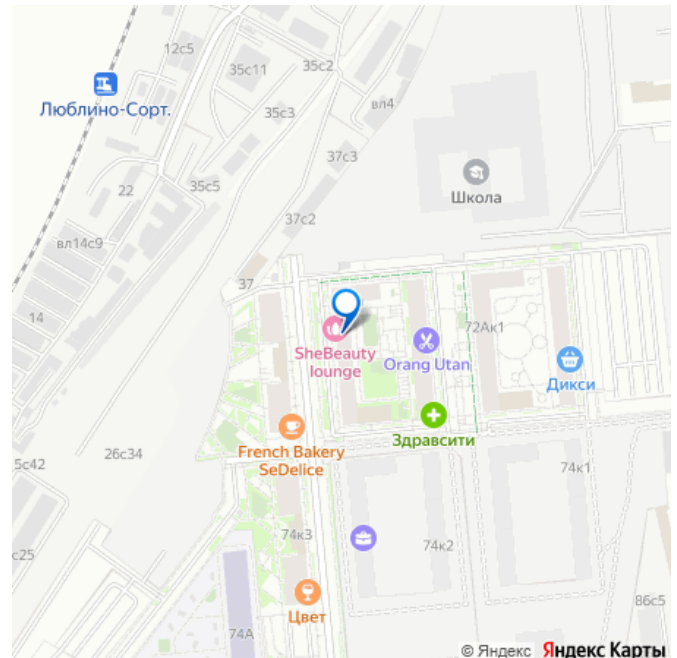 12с5
35с11
35с2
Люблино-Сорт.
35с3
вл4
37с3
22
35с5
Школа
37с2
вл14с9
37
14
SheBeauty
lounge
Orang Utan
72Ак1
Дикси
Здравсити
French Bakery
SeDelice
26с34
5с42
74к1
74к3
74к2
с25
Цвет
74А
86с5
© Яндекс Яндекс Карты